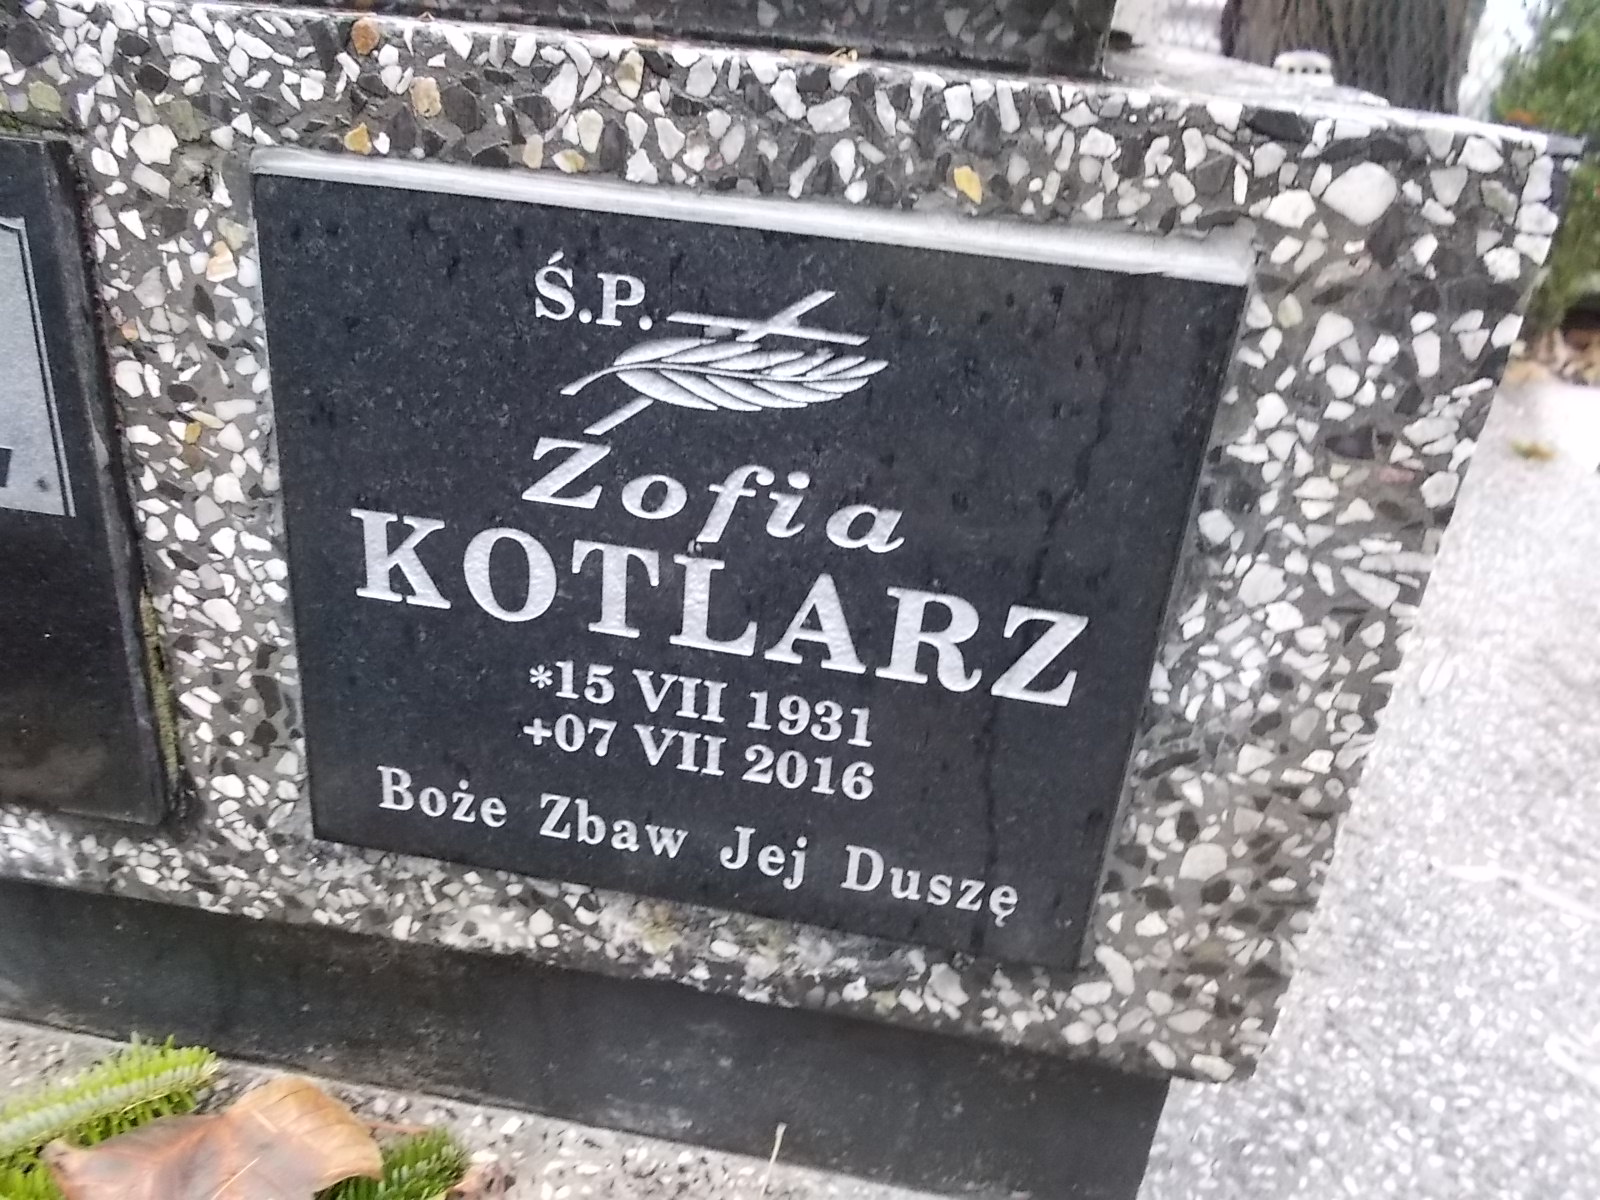 Ś.P.
Zofia
KOTLARZ
*15 VII 1931
+07 VII 2016
Boże Zbaw Jej Duszę